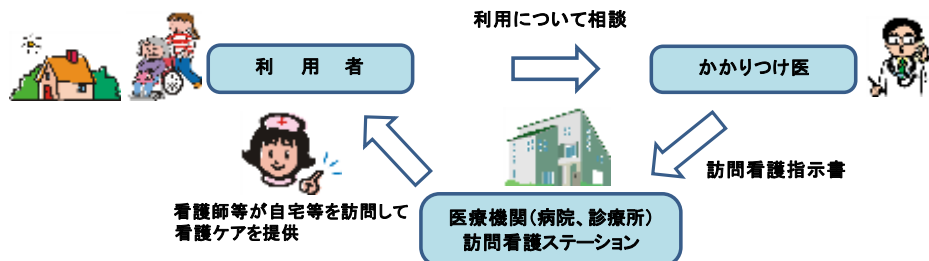 利用について相談
利　用　者
かかりつけ医
訪問看護指示書
看護師等が自宅等を訪問して
看護ケアを提供
医療機関（病院、診療所）
訪問看護ステーション